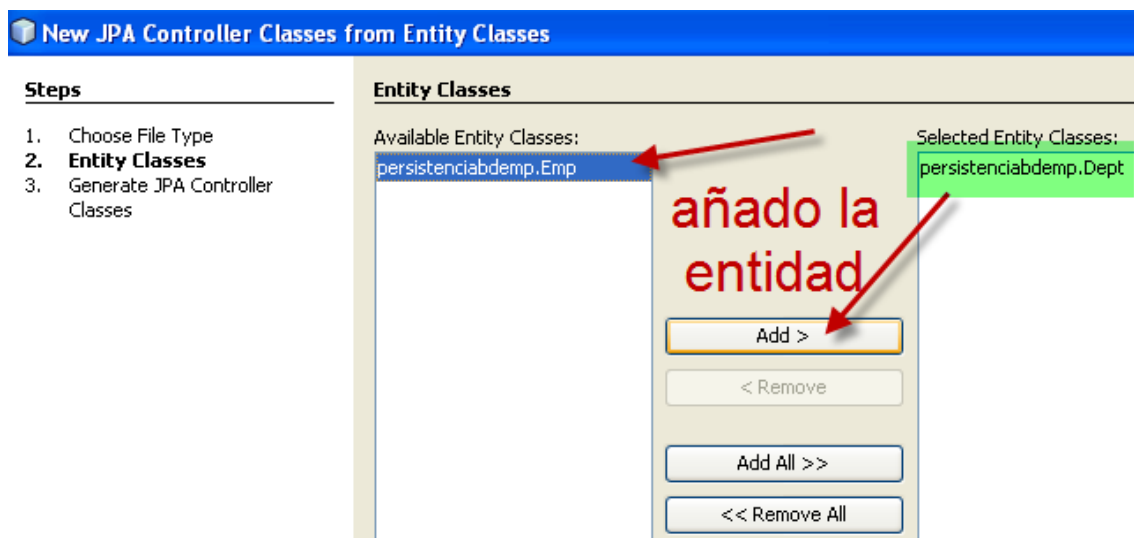 New JPA Controller Classes from Entity Classes
Steps
1. Choose File Type
2. Entity Classes
3. Generate JPA Controller
Classes
Entity Classes
Available Entity Classes:
persistenciabdemp.Emp
añado la
entidad
Add >
< Remove
Add All >>
<< Remove All
Selected Entity Classes:
persistenciabdemp.Dept